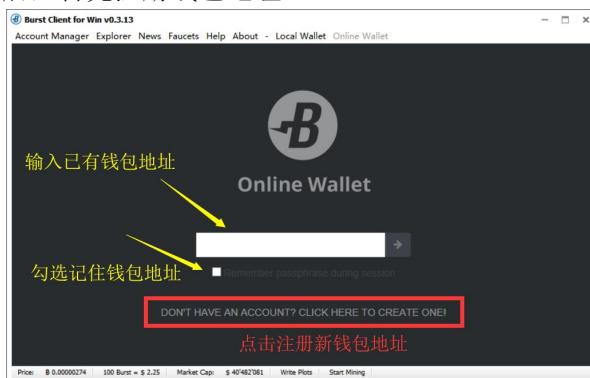 Burst Client for Win v0.3.13
Account Manager Explorer News Faucets Help About - Local Wallet Online Wallet
输入已有钱包地址
Online Wallet
勾选记住钱包地址
Remember passphrase during session
DON'T HAVE AN ACCOUNT? CLICK HERE TO CREATE ONE!
点击注册新钱包地址
Price: B 0.00000274 100 Burst = $ 2.25 Market Cap: $ 40'482'081 Write Plots Start Mining